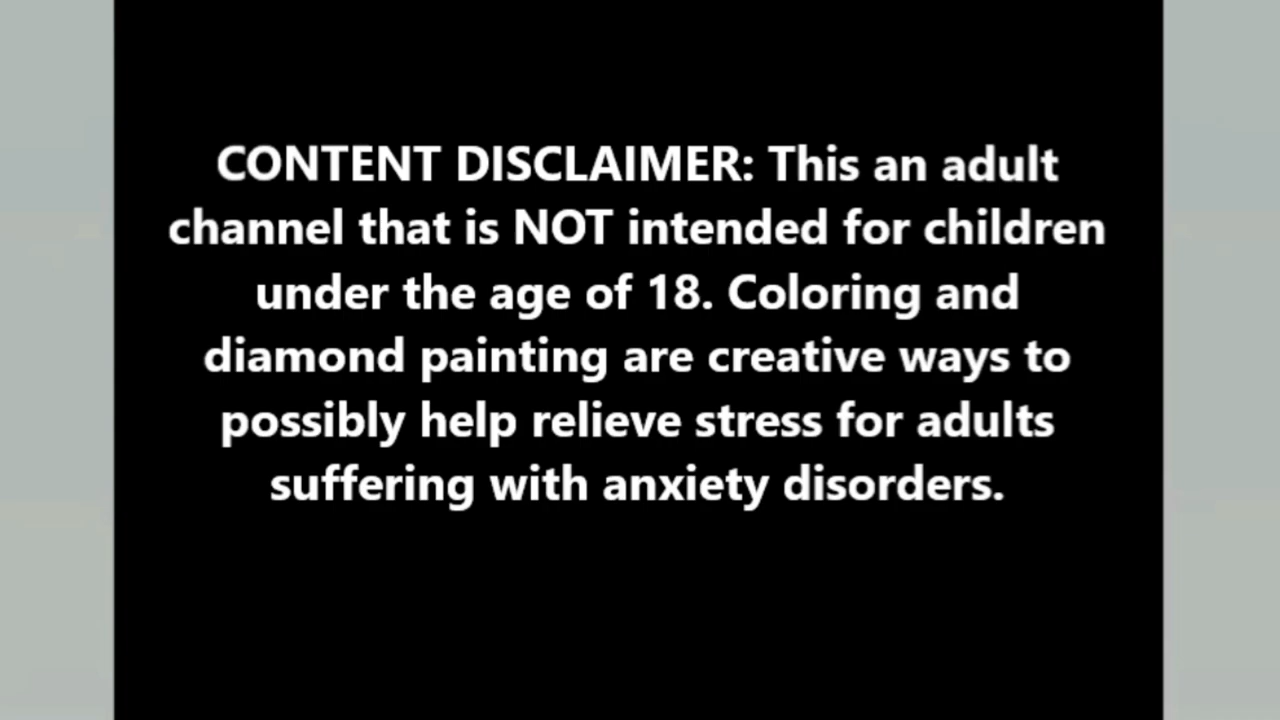 CONTENT DISCLAIMER: This an adult
channel that is NOT intended for children
under the age of 18. Coloring and
diamond painting are creative ways to
possibly help relieve stress for adults
suffering with anxiety disorders.